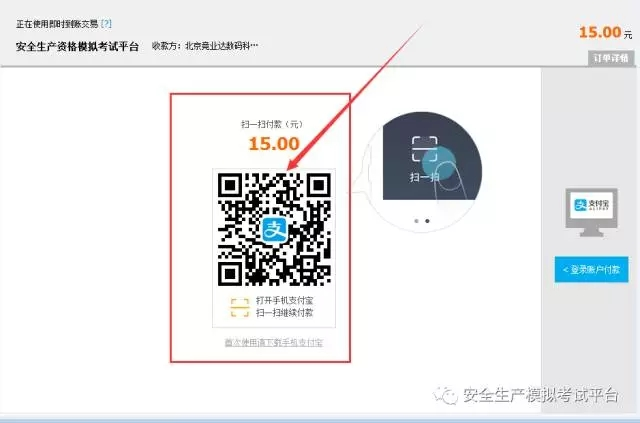 正在使用即时到账交易 [?]
15.00 元
安全生产资格模拟考试平台 收款方：北京竞业达数码科…
订单详情
扫一扫付款（元）
15.00
扫一扫
支
支付宝
ALIPAY
< 登录账户付款
打开手机支付宝
扫一扫继续付款
首次使用请下载手机支付宝
安全生产模拟考试平台